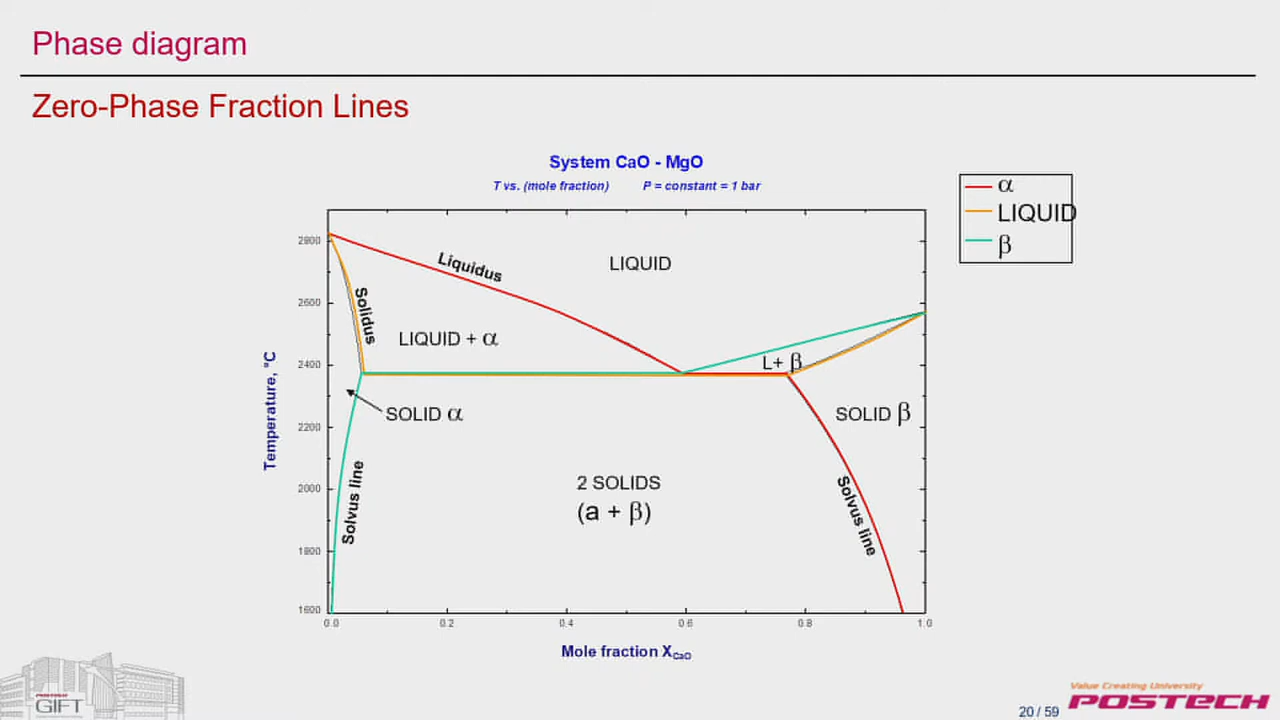 Phase diagram
Zero-Phase Fraction Lines
System CaO - MgO
T vs. (mole fraction) P = constant = 1 bar
α
LIQUID
β
2800
2600
2400
2200
2000
1800
1600
0.0 0.2 0.4 0.6 0.8 1.0
Temperature, °C
Mole fraction XCaO
Liquidus
LIQUID
Solidus
LIQUID + α
L+ β
SOLID α
SOLID β
2 SOLIDS
(a + β)
Solvus line
Solvus line
POSTECH
GIFT
Value Creating University
POSTECH
20 / 59